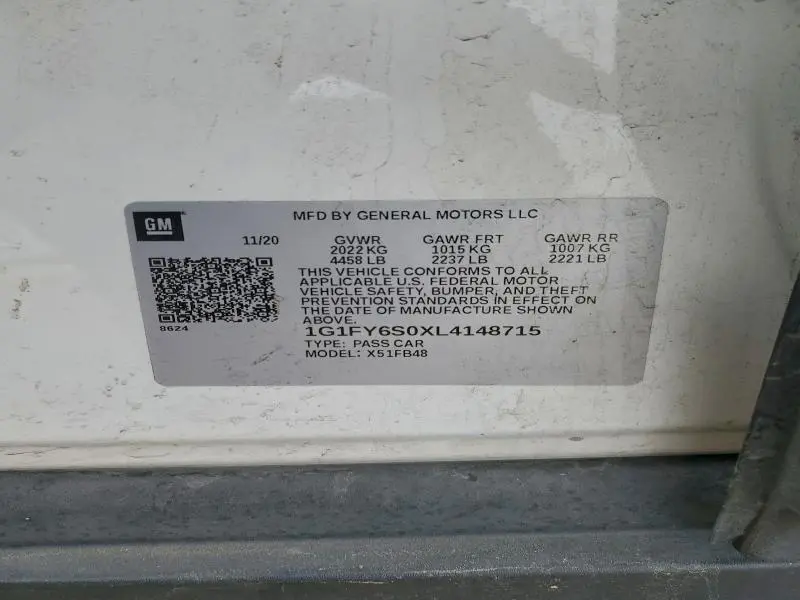 GM
MFD BY GENERAL MOTORS LLC
11/20 GVWR GAWR FRT GAWR RR
2022 KG 1015 KG 1007 KG
4458 LB 2237 LB 2221 LB
THIS VEHICLE CONFORMS TO ALL
APPLICABLE U.S. FEDERAL MOTOR
VEHICLE SAFETY, BUMPER, AND THEFT
PREVENTION STANDARDS IN EFFECT ON
THE DATE OF MANUFACTURE SHOWN
ABOVE.
8624
1G1FY6S0XL4148715
TYPE: PASS CAR
MODEL: X51FB48